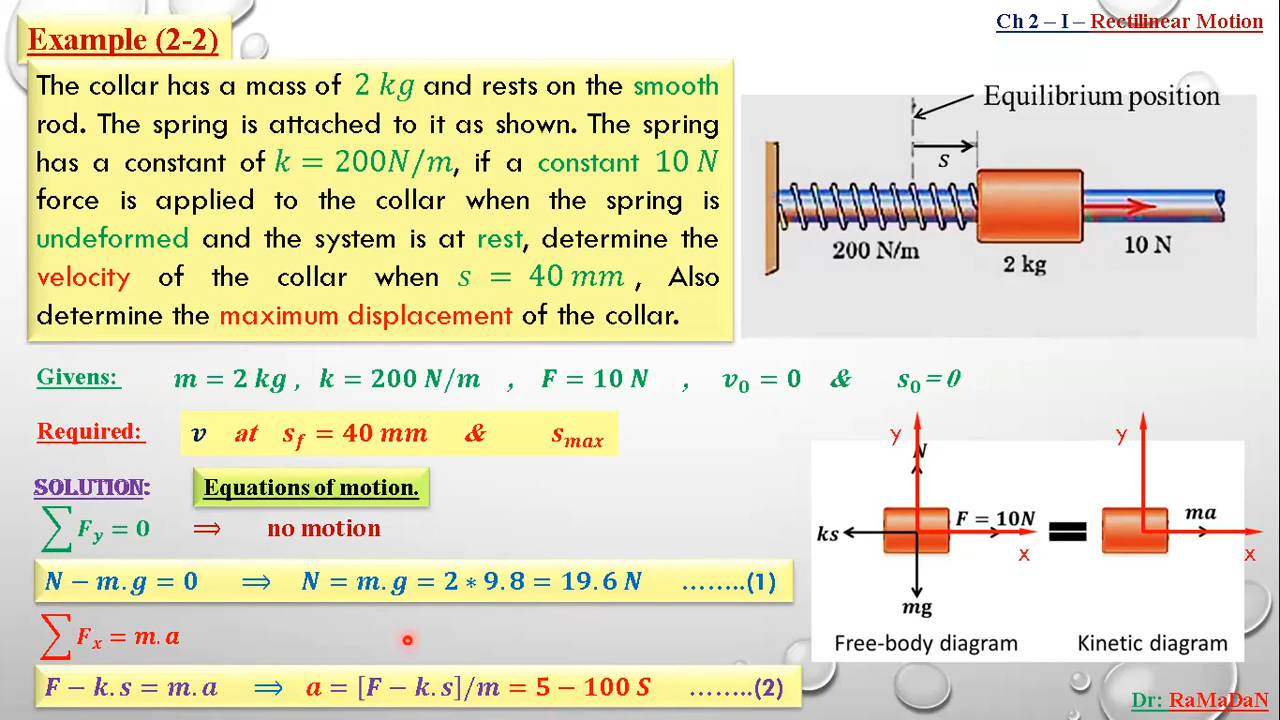 Ch 2 – I – Rectilinear Motion
Example (2-2)
The collar has a mass of 2 kg and rests on the smooth
rod. The spring is attached to it as shown. The spring
has a constant of k = 200N/m, if a constant 10 N
force is applied to the collar when the spring is
undeformed and the system is at rest, determine the
velocity of the collar when s = 40 mm , Also
determine the maximum displacement of the collar.
Equilibrium position
s
200 N/m
2 kg
10 N
Givens: m = 2 kg , k = 200 N/m , F = 10 N , v₀ = 0 & s₀ = 0
Required: v at s_f = 40 mm & s_max
SOLUTION: Equations of motion.
∑ F_y = 0 ⟹ no motion
N − m.g = 0 ⟹ N = m.g = 2 * 9.8 = 19.6 N ........(1)
∑ F_x = m.a
F − k.s = m.a ⟹ a = [F − k.s]/m = 5 − 100 S ........(2)
y
N
F = 10N
ks
x
mg
Free-body diagram
y
ma
x
Kinetic diagram
Dr: RaMaDaN